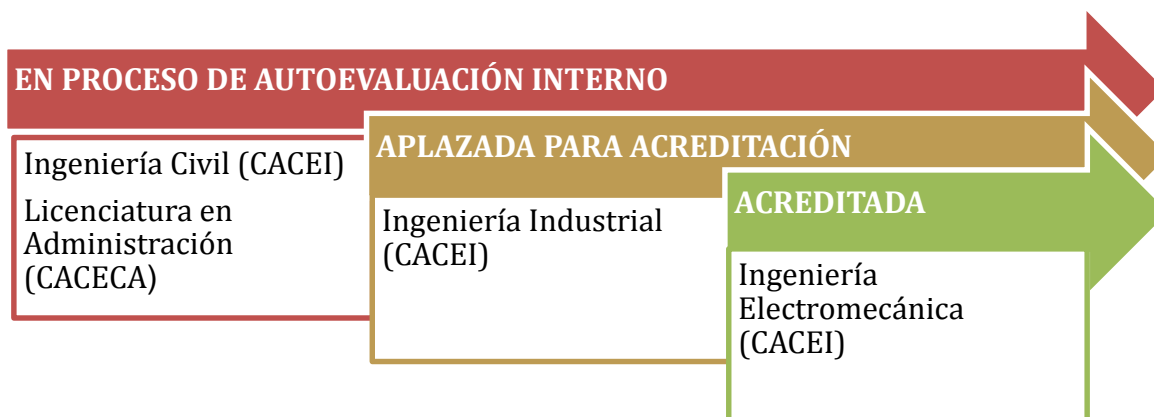 EN PROCESO DE AUTOEVALUACIÓN INTERNO
Ingeniería Civil (CACEI)
Licenciatura en
Administración
(CACECA)
APLAZADA PARA ACREDITACIÓN
Ingeniería Industrial
(CACEI)
ACREDITADA
Ingeniería
Electromecánica
(CACEI)